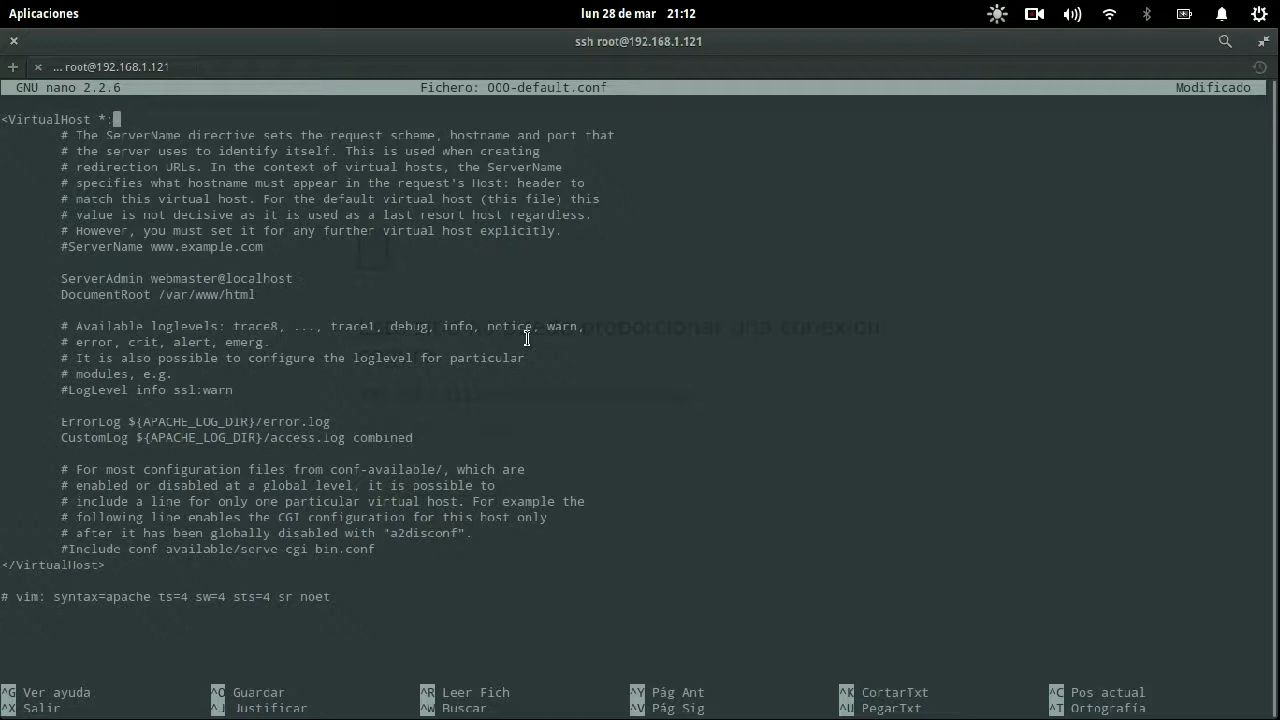 Aplicaciones
lun 28 de mar 21:12
ssh root@192.168.1.121
... root@192.168.1.121
GNU nano 2.2.6 Fichero: 000-default.conf Modificado
<VirtualHost *:
# The ServerName directive sets the request scheme, hostname and port that
# the server uses to identify itself. This is used when creating
# redirection URLs. In the context of virtual hosts, the ServerName
# specifies what hostname must appear in the request's Host: header to
# match this virtual host. For the default virtual host (this file) this
# value is not decisive as it is used as a last resort host regardless.
# However, you must set it for any further virtual host explicitly.
#ServerName www.example.com
ServerAdmin webmaster@localhost
DocumentRoot /var/www/html
# Available loglevels: trace8, ..., trace1, debug, info, notice, warn,
# error, crit, alert, emerg.
# It is also possible to configure the loglevel for particular
# modules, e.g.
#LogLevel info ssl:warn
ErrorLog ${APACHE_LOG_DIR}/error.log
CustomLog ${APACHE_LOG_DIR}/access.log combined
# For most configuration files from conf-available/, which are
# enabled or disabled at a global level, it is possible to
# include a line for only one particular virtual host. For example the
# following line enables the CGI configuration for this host only
# after it has been globally disabled with "a2disconf".
#Include conf-available/serve-cgi-bin.conf
</VirtualHost>
# vim: syntax=apache ts=4 sw=4 sts=4 sr noet
proporcionar una conexión
^G Ver ayuda ^O Guardar ^R Leer Fich ^Y Pág Ant ^K CortarTxt ^C Pos actual
^X Salir ^J Justificar ^W Buscar ^V Pág Sig ^U PegarTxt ^T Ortografía